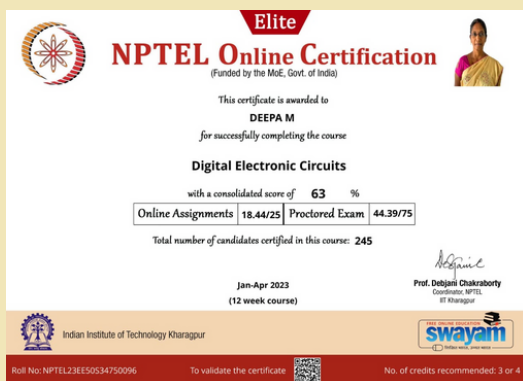 Elite
NPTEL Online Certification
(Funded by the MoE, Govt. of India)
This certificate is awarded to
DEEPA M
for successfully completing the course
Digital Electronic Circuits
with a consolidated score of 63 %
Online Assignments 18.44/25 Proctored Exam 44.39/75
Total number of candidates certified in this course: 245
Jan-Apr 2023
(12 week course)
Prof. Debjani Chakraborty
Coordinator, NPTEL
IIT Kharagpur
Indian Institute of Technology Kharagpur
FREE ONLINE EDUCATION
swayam
Roll No: NPTEL23EE50S34750096 To validate the certificate No. of credits recommended: 3 or 4